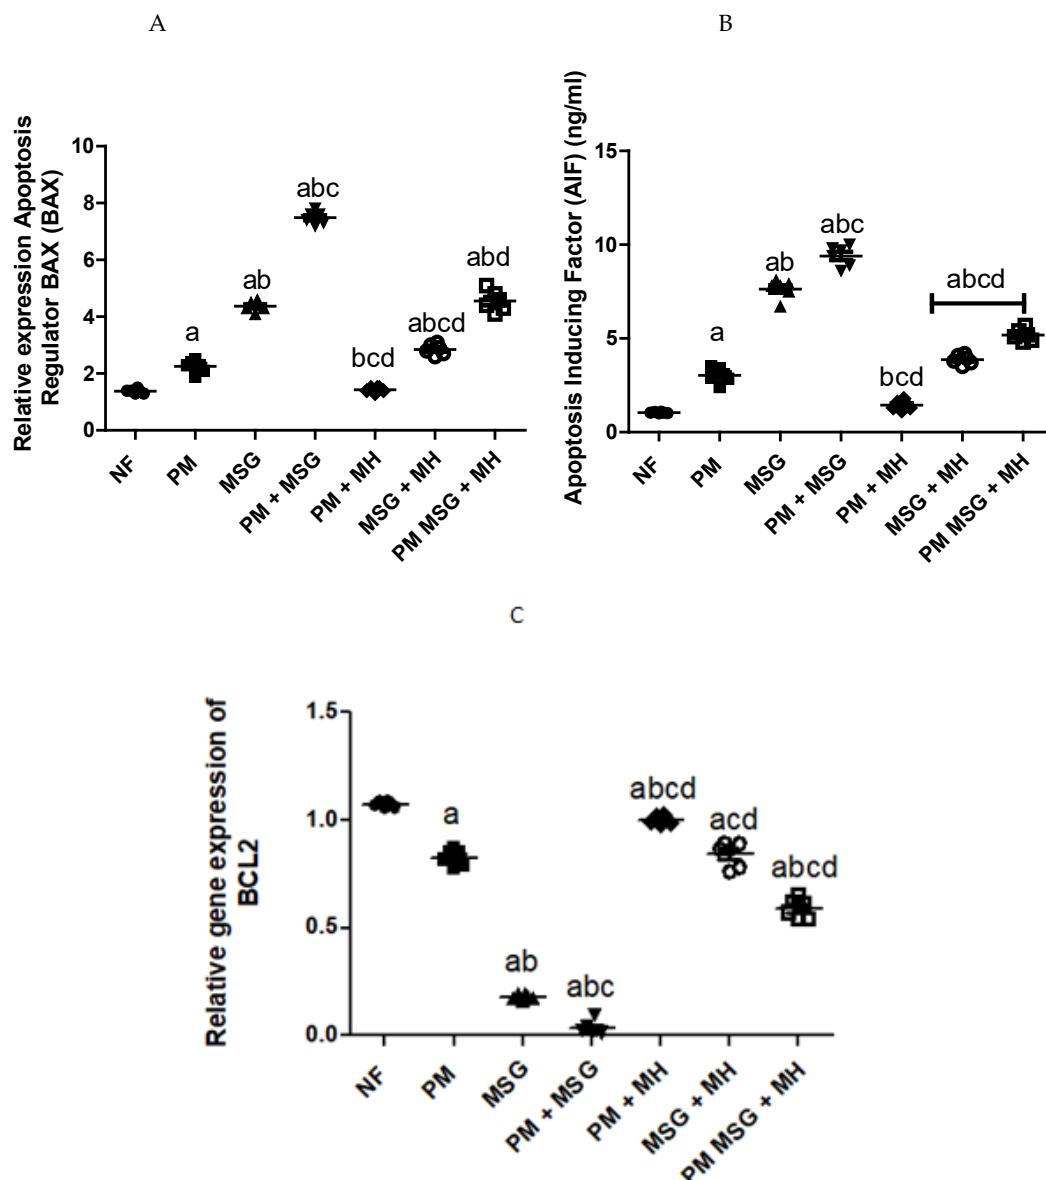 A
B
Relative expression Apoptosis
Regulator BAX (BAX)
10
8
6
4
2
0
a
ab
abc
bcd
abcd
abd
NF
PM
MSG
PM + MSG
PM + MH
MSG + MH
PM MSG + MH
Apoptosis Inducing Factor (AIF) (ng/ml)
15
10
5
0
a
ab
abc
bcd
abcd
NF
PM
MSG
PM + MSG
PM + MH
MSG + MH
PM MSG + MH
C
Relative gene expression of
BCL2
1.5
1.0
0.5
0.0
a
ab
abc
abcd
acd
abcd
NF
PM
MSG
PM + MSG
PM + MH
MSG + MH
PM MSG + MH